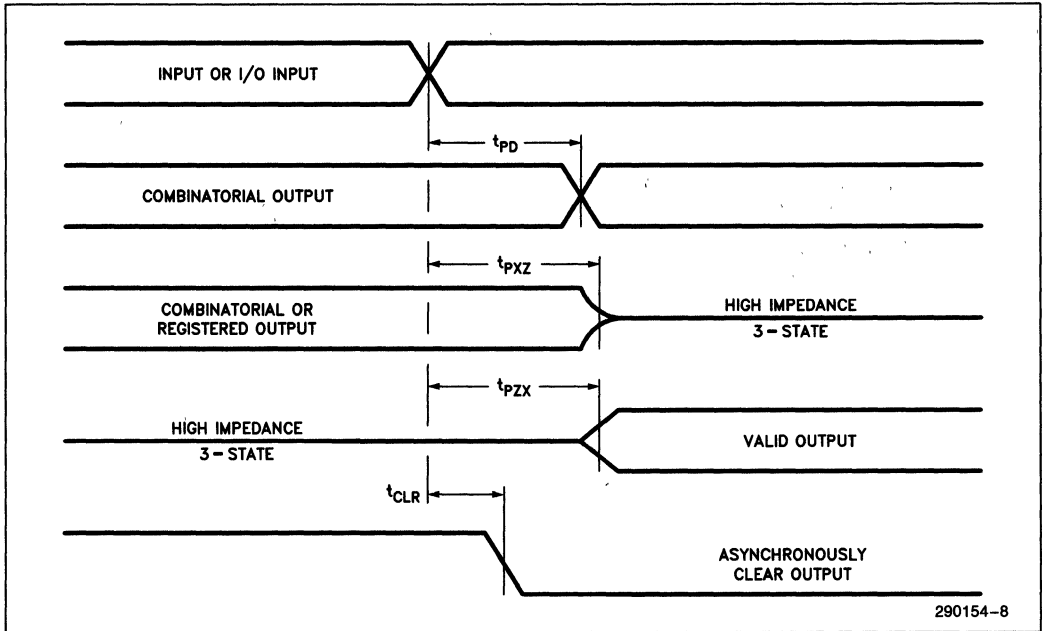 INPUT OR I/O INPUT
tPD
COMBINATORIAL OUTPUT
tPXZ
COMBINATORIAL OR
REGISTERED OUTPUT
HIGH IMPEDANCE
3-STATE
tPZX
HIGH IMPEDANCE
3-STATE
VALID OUTPUT
tCLR
ASYNCHRONOUSLY
CLEAR OUTPUT
290154-8